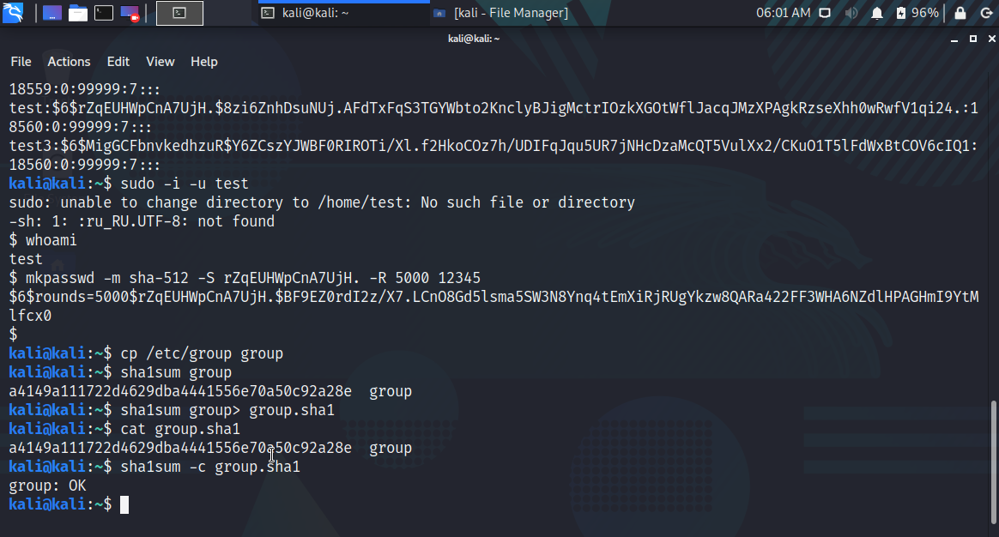 kali@kali: ~
[kali - File Manager]
06:01 AM
96%
kali@kali: ~
File Actions Edit View Help
18559:0:99999:7:::
test:$6$rZqEUHWpCnA7UjH.$8zi6ZnhDsuNUj.AFdTxFqS3TGYWbto2KnclyBJigMctrIOzkXGOtWflJacqJMzXPAgkRzseXhh0wRwfV1qi24.:1
8560:0:99999:7:::
test3:$6$MigGCFbnvkedhzuR$Y6ZCszYJWBF0RIROTi/Xl.f2HkoCOz7h/UDIFqJqu5UR7jNHcDzaMcQT5VulXx2/CKuO1T5lFdWxBtCOV6cIQ1:
18560:0:99999:7:::
kali@kali:~$ sudo -i -u test
sudo: unable to change directory to /home/test: No such file or directory
-sh: 1: :ru_RU.UTF-8: not found
$ whoami
test
$ mkpasswd -m sha-512 -S rZqEUHWpCnA7UjH. -R 5000 12345
$6$rounds=5000$rZqEUHWpCnA7UjH.$BF9EZ0rdI2z/X7.LCnO8Gd5lsma5SW3N8Ynq4tEmXiRjRUgYkzw8QARa422FF3WHA6NZdlHPAGHmI9YtM
lfcx0
$
kali@kali:~$ cp /etc/group group
kali@kali:~$ sha1sum group
a4149a111722d4629dba4441556e70a50c92a28e  group
kali@kali:~$ sha1sum group> group.sha1
kali@kali:~$ cat group.sha1
a4149a111722d4629dba4441556e70a50c92a28e  group
kali@kali:~$ sha1sum -c group.sha1
group: OK
kali@kali:~$